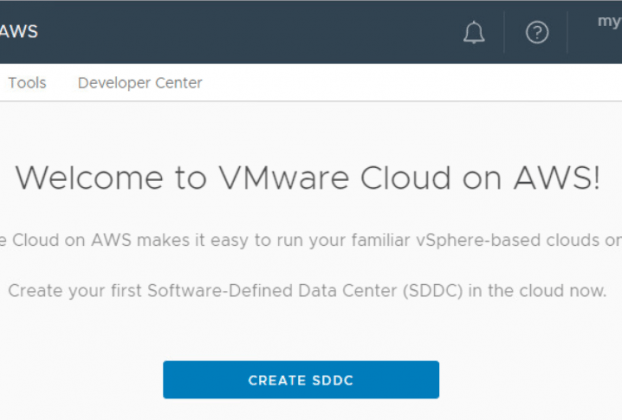 AWS
my
Tools Developer Center
Welcome to VMware Cloud on AWS!
e Cloud on AWS makes it easy to run your familiar vSphere-based clouds on
Create your first Software-Defined Data Center (SDDC) in the cloud now.
CREATE SDDC